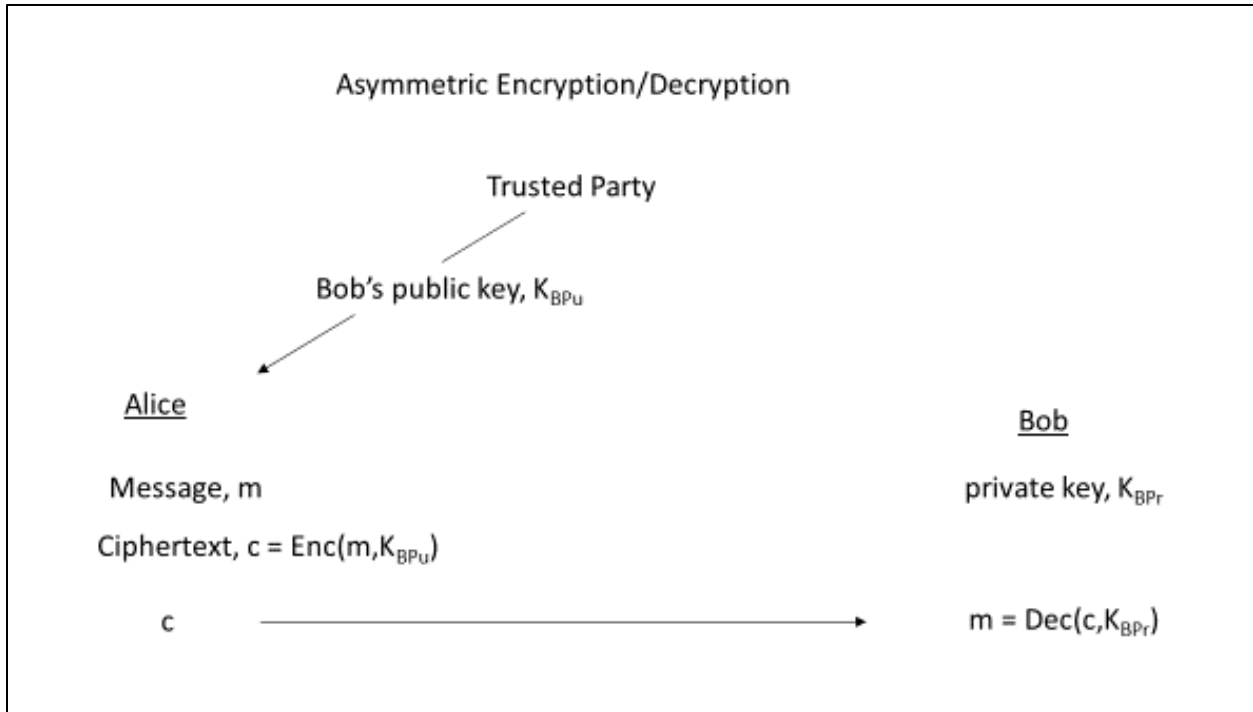 Asymmetric Encryption/Decryption
Trusted Party
Bob’s public key, K_BPu
Alice
Bob
Message, m
private key, K_BPr
Ciphertext, c = Enc(m,K_BPu)
c
m = Dec(c,K_BPr)